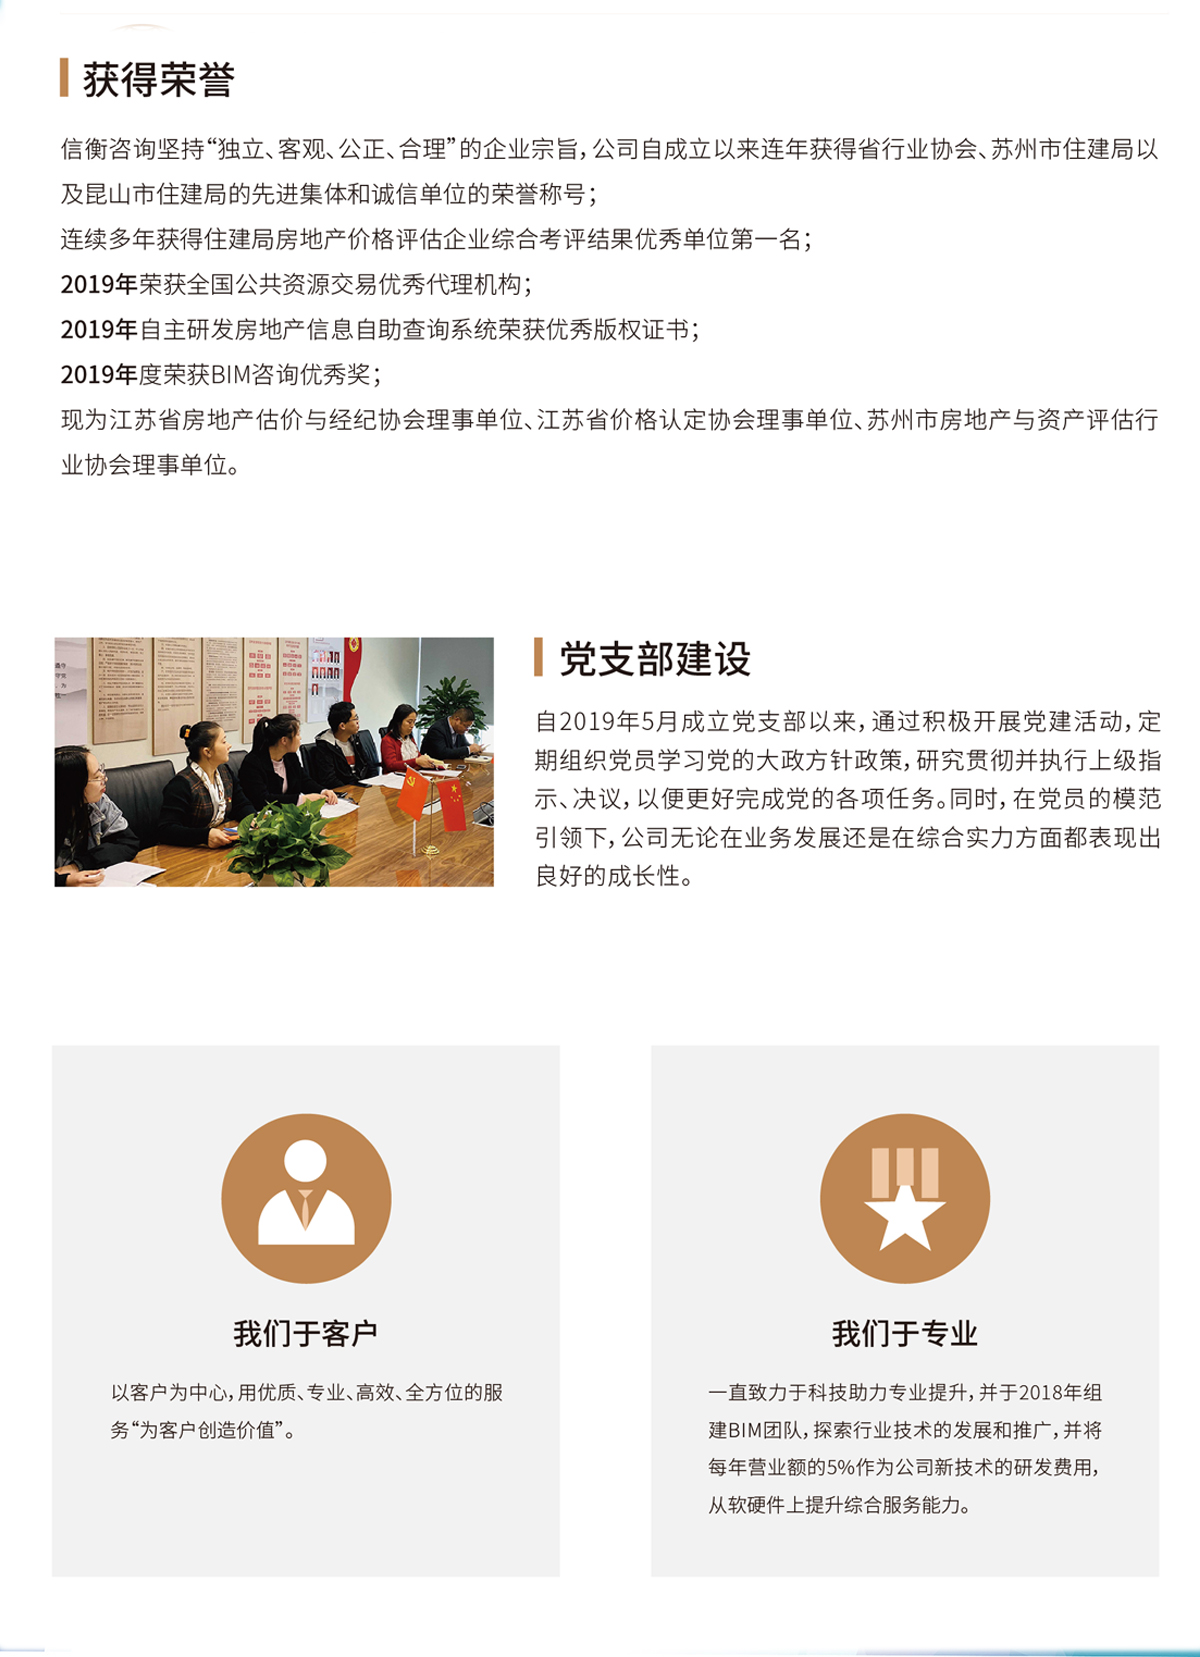 获得荣誉
信衡咨询坚持“独立、客观、公正、合理”的企业宗旨，公司自成立以来连年获得省行业协会、苏州市住建局以
及昆山市住建局的先进集体和诚信单位的荣誉称号；
连续多年获得住建局房地产价格评估企业综合考评结果优秀单位第一名；
2019年荣获全国公共资源交易优秀代理机构；
2019年自主研发房地产信息自助查询系统荣获优秀版权证书；
2019年度荣获BIM咨询优秀奖；
现为江苏省房地产估价与经纪协会理事单位、江苏省价格认定协会理事单位、苏州市房地产与资产评估行
业协会理事单位。
党支部建设
自2019年5月成立党支部以来，通过积极开展党建活动，定
期组织党员学习党的大政方针政策，研究贯彻并执行上级指
示、决议，以便更好完成党的各项任务。同时，在党员的模范
引领下，公司无论在业务发展还是在综合实力方面都表现出
良好的成长性。
我们于客户
以客户为中心，用优质、专业、高效、全方位的服
务“为客户创造价值”。
我们于专业
一直致力于科技助力专业提升，并于2018年组
建BIM团队，探索行业技术的发展和推广，并将
每年营业额的5%作为公司新技术的研发费用，
从软硬件上提升综合服务能力。